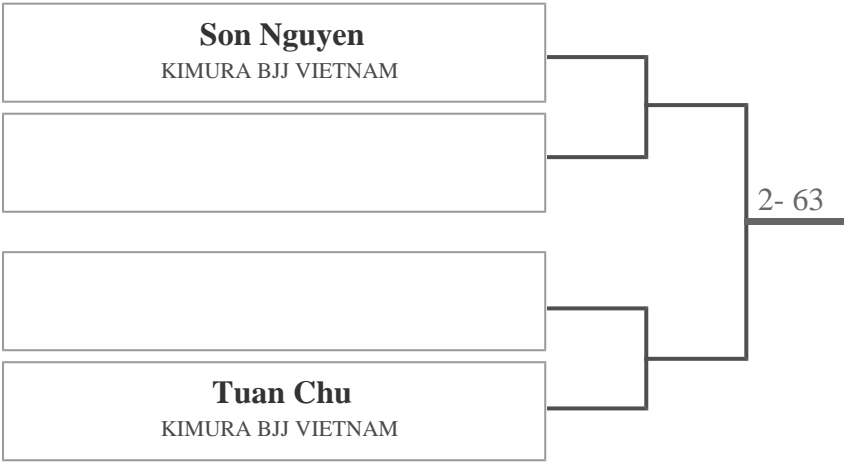 Son Nguyen
KIMURA BJJ VIETNAM
2- 63
Tuan Chu
KIMURA BJJ VIETNAM